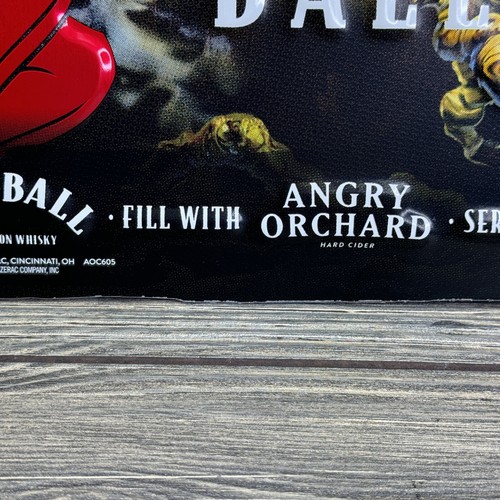 BALL
BALL
ON WHISKY
· FILL WITH
ANGRY
ORCHARD
HARD CIDER
· SER
C, CINCINNATI, OH AOC605
ZERAC COMPANY, INC